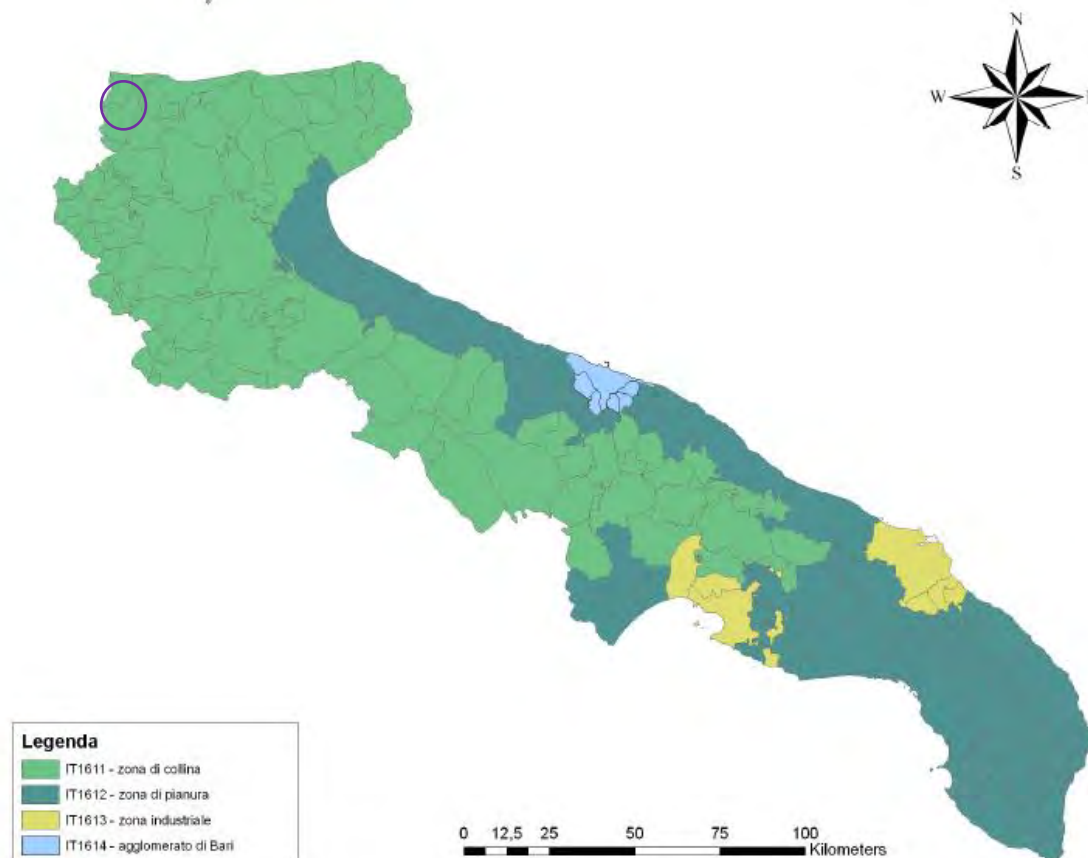 N
W
S
Legenda
IT1611 - zona di collina
IT1612 - zona di pianura
IT1613 - zona industriale
IT1614 - agglomerato di Bari
0 12,5 25 50 75 100
Kilometers